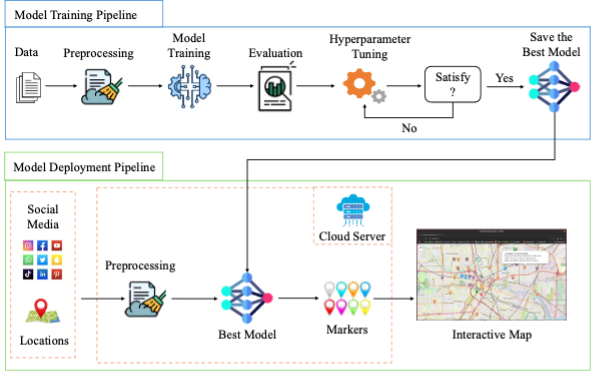 Model Training Pipeline
Data
Preprocessing
Model
Training
Evaluation
Hyperparameter
Tuning
Satisfy
?
Yes
No
Save the
Best Model
Model Deployment Pipeline
Social
Media
Locations
Preprocessing
Best Model
Cloud Server
Markers
Interactive Map